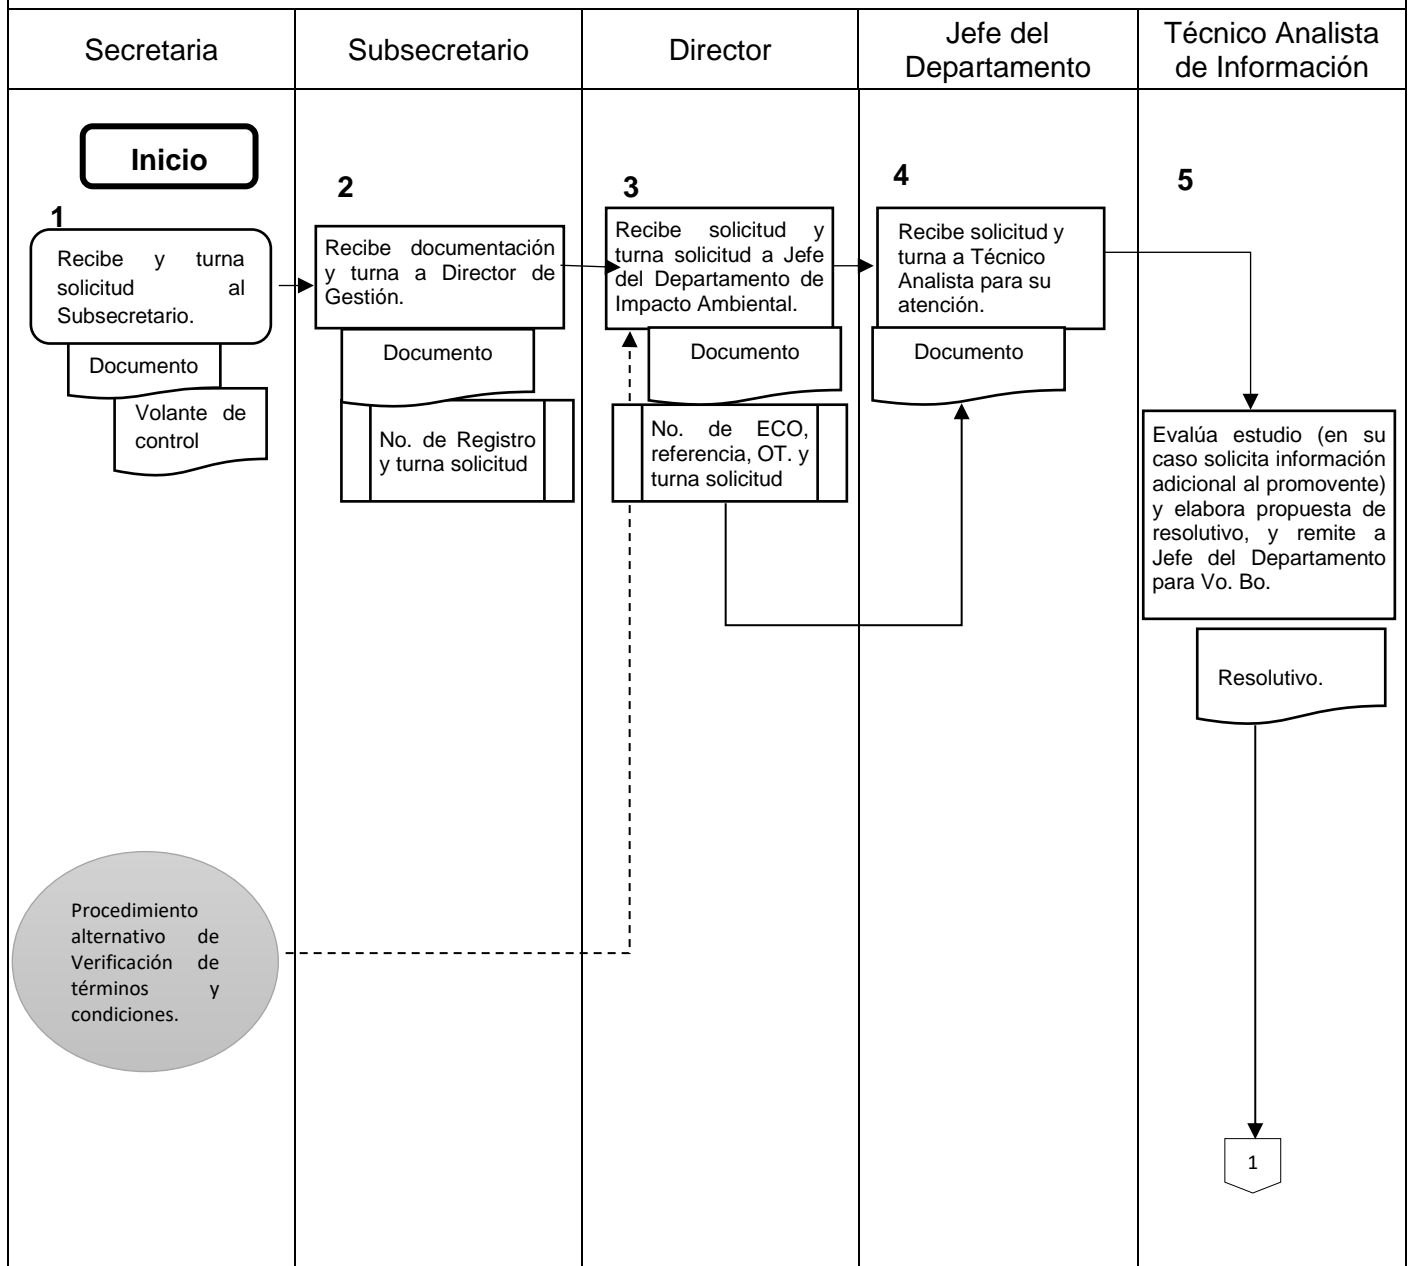 Secretaria
Subsecretario
Director
Jefe del
Departamento
Técnico Analista
de Información
Inicio
1
Recibe y turna
solicitud al
Subsecretario.
Documento
Volante de
control
2
Recibe documentación
y turna a Director de
Gestión.
Documento
No. de Registro
y turna solicitud
3
Recibe solicitud y
turna solicitud a Jefe
del Departamento de
Impacto Ambiental.
Documento
No. de ECO,
referencia, OT. y
turna solicitud
4
Recibe solicitud y
turna a Técnico
Analista para su
atención.
Documento
5
Evalúa estudio (en su
caso solicita información
adicional al promovente)
y elabora propuesta de
resolutivo, y remite a
Jefe del Departamento
para Vo. Bo.
Resolutivo.
Procedimiento
alternativo de
Verificación de
términos y
condiciones.
1